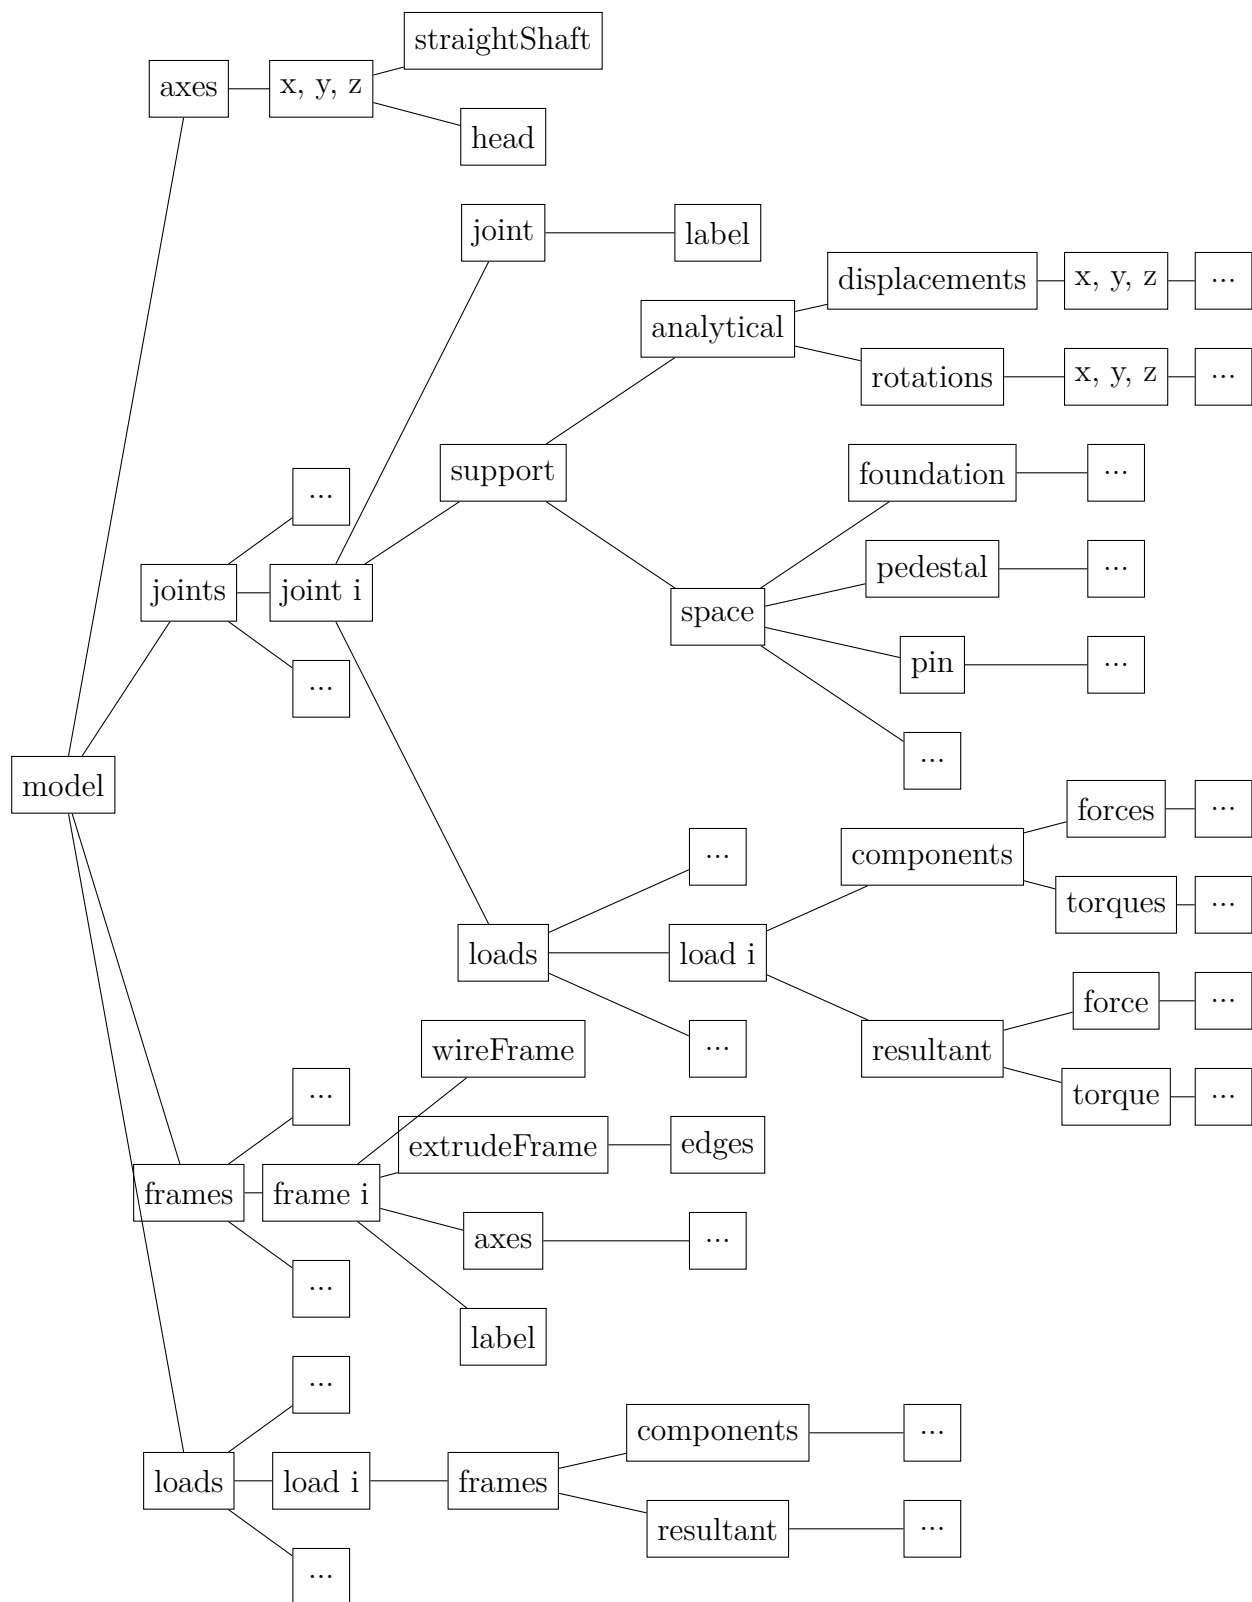 straightShaft
axes
x, y, z
head
joint
label
displacements
x, y, z
...
analytical
rotations
x, y, z
...
support
foundation
...
...
pedestal
...
joints
joint i
space
pin
...
...
...
model
forces
...
...
components
torques
...
loads
load i
force
...
wireFrame
...
resultant
...
torque
...
extrudeFrame
edges
frames
frame i
axes
...
...
label
...
components
...
loads
load i
frames
resultant
...
...